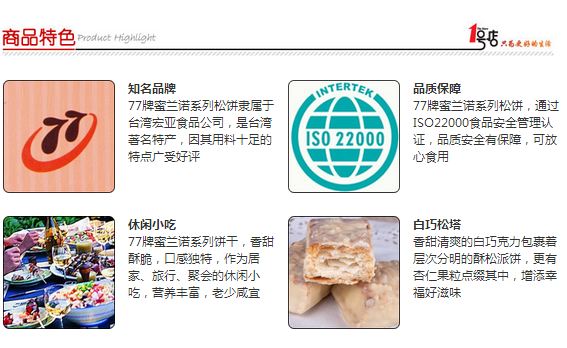 商品特色 Product Highlight
1号店 只为更好的生活
77
知名品牌
77牌蜜兰诺系列松饼隶属于
台湾宏亚食品公司，是台湾
著名特产，因其用料十足的
特点广受好评
INTERTEK
ISO 22000
品质保障
77牌蜜兰诺系列松饼，通过
ISO22000食品安全管理认
证，品质安全有保障，可放
心食用
休闲小吃
77牌蜜兰诺系列饼干，香甜
酥脆，口感独特，作为居
家、旅行、聚会的休闲小
吃，营养丰富，老少咸宜
白巧松塔
香甜清爽的白巧克力包裹着
层次分明的酥松派饼，更有
杏仁果粒点缀其中，增添幸
福好滋味